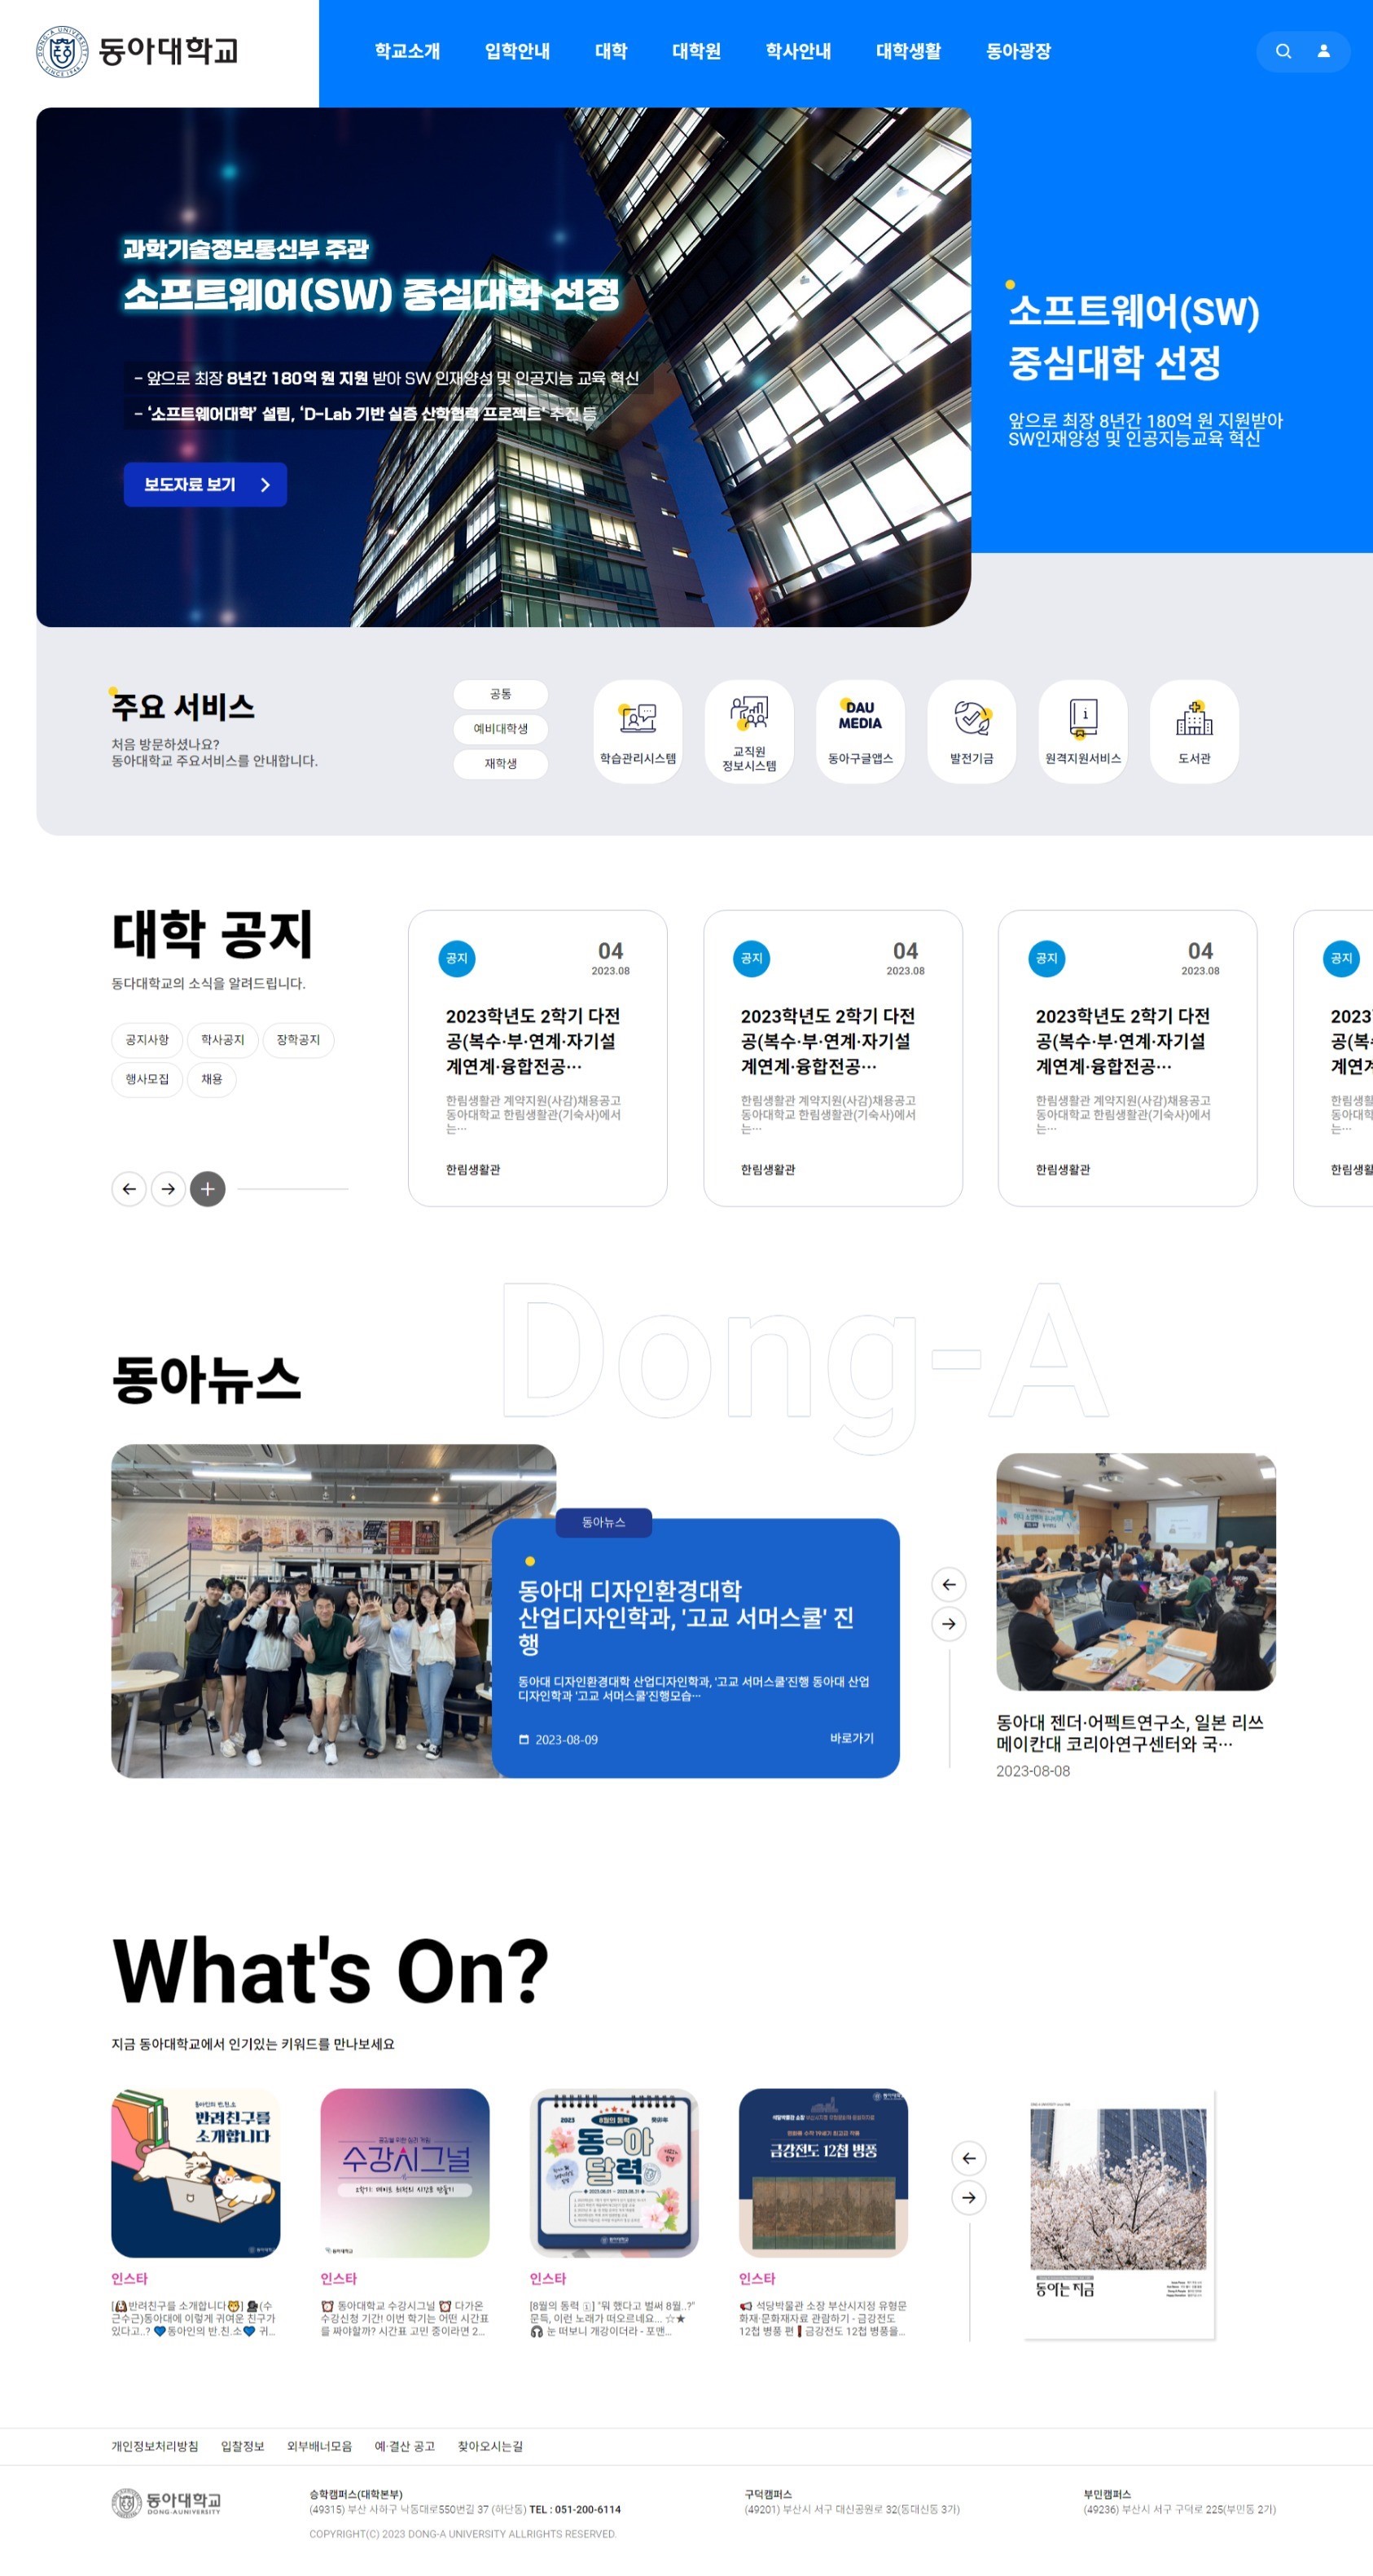 동아대학교
학교소개 입학안내 대학 대학원 학사안내 대학생활 동아광장
과학기술정보통신부 주관
소프트웨어(SW) 중심대학 선정
- 앞으로 최장 8년간 180억 원 지원 받아 SW 인재양성 및 인공지능 교육 혁신
- ‘소프트웨어대학’ 설립, ‘D-Lab 기반 실증 산학협력 프로젝트’ 추진 등
보도자료 보기
소프트웨어(SW)
중심대학 선정
앞으로 최장 8년간 180억 원 지원받아
SW인재양성 및 인공지능교육 혁신
주요 서비스
처음 방문하셨나요?
동아대학교 주요서비스를 안내합니다.
공통
예비대학생
재학생
학습관리시스템
교직원
정보시스템
DAU
MEDIA
동아구글앱스
발전기금
원격지원서비스
도서관
대학 공지
동다대학교의 소식을 알려드립니다.
공지사항 학사공지 장학공지
행사모집 채용
공지
04
2023.08
2023학년도 2학기 다전
공(복수·부·연계·자기설
계연계·융합전공…
한림생활관 계약지원(사감)채용공고
동아대학교 한림생활관(기숙사)에서
는…
한림생활관
공지
04
2023.08
2023학년도 2학기 다전
공(복수·부·연계·자기설
계연계·융합전공…
한림생활관 계약지원(사감)채용공고
동아대학교 한림생활관(기숙사)에서
는…
한림생활관
공지
04
2023.08
2023학년도 2학기 다전
공(복수·부·연계·자기설
계연계·융합전공…
한림생활관 계약지원(사감)채용공고
동아대학교 한림생활관(기숙사)에서
는…
한림생활관
공지
Dong-A
동아뉴스
동아뉴스
동아대 디자인환경대학
산업디자인학과, '고교 서머스쿨' 진
행
동아대 디자인환경대학 산업디자인학과, '고교 서머스쿨'진행 동아대 산업
디자인학과 '고교 서머스쿨'진행모습…
2023-08-09 바로가기
동아대 젠더·어펙트연구소, 일본 리쓰
메이칸대 코리아연구센터와 국…
2023-08-08
What's On?
지금 동아대학교에서 인기있는 키워드를 만나보세요
반려친구를
소개합니다
인스타
[🐶반려친구를 소개합니다🐯] (수
근수근)동아대에 이렇게 귀여운 친구가
있다고..? 💙동아인의 반.친.소💙 귀...
수강시그널
인스타
⏰ 동아대학교 수강시그널 ⏰ 다가온
수강신청 기간! 이번 학기는 어떤 시간표
를 짜야할까? 시간표 고민 중이라면 2...
2023 8월의 동력
동-아
달력
인스타
[8월의 동력 ] "뭐 했다고 벌써 8월..?"
문득, 이런 노래가 떠오르네요... ☆★
🎧 눈 떠보니 개강이더라 - 포맨...
금강전도 12첩 병풍
인스타
📢 석당박물관 소장 부산시지정 유형문
화재·문화재자료 관람하기 - 금강전도
12첩 병풍 편❗금강전도 12첩 병풍을...
동아는 지금
개인정보처리방침 입찰정보 외부배너모음 예·결산 공고 찾아오시는길
동아대학교
DONG-A UNIVERSITY
승학캠퍼스(대학본부)
(49315) 부산 사하구 낙동대로550번길 37 (하단동) TEL : 051-200-6114
구덕캠퍼스
(49201) 부산시 서구 대신공원로 32(동대신동 3가)
부민캠퍼스
(49236) 부산시 서구 구덕로 225(부민동 2가)
COPYRIGHT(C) 2023 DONG-A UNIVERSITY ALLRIGHTS RESERVED.